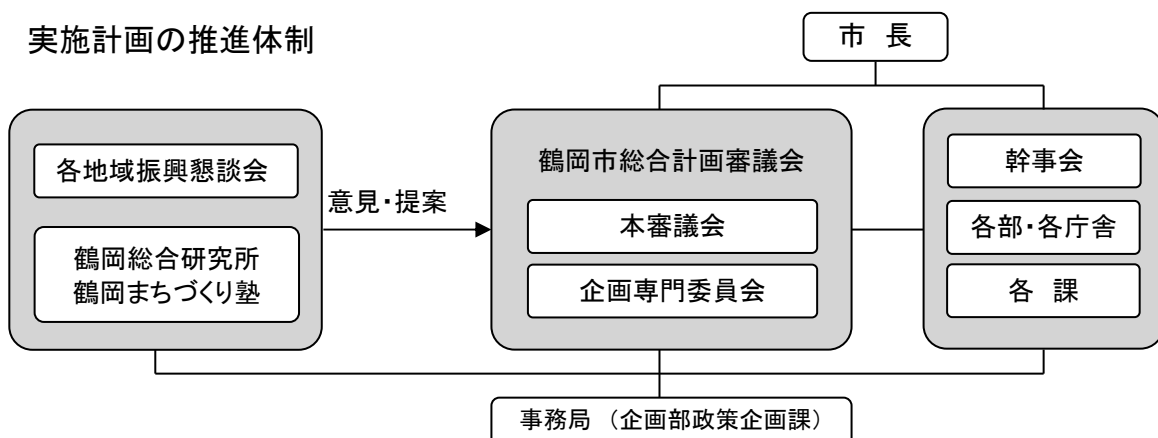 実施計画の推進体制
市 長
各地域振興懇談会
鶴岡総合研究所
鶴岡まちづくり塾
意見・提案
鶴岡市総合計画審議会
本審議会
企画専門委員会
幹事会
各部・各庁舎
各 課
事務局 （企画部政策企画課）